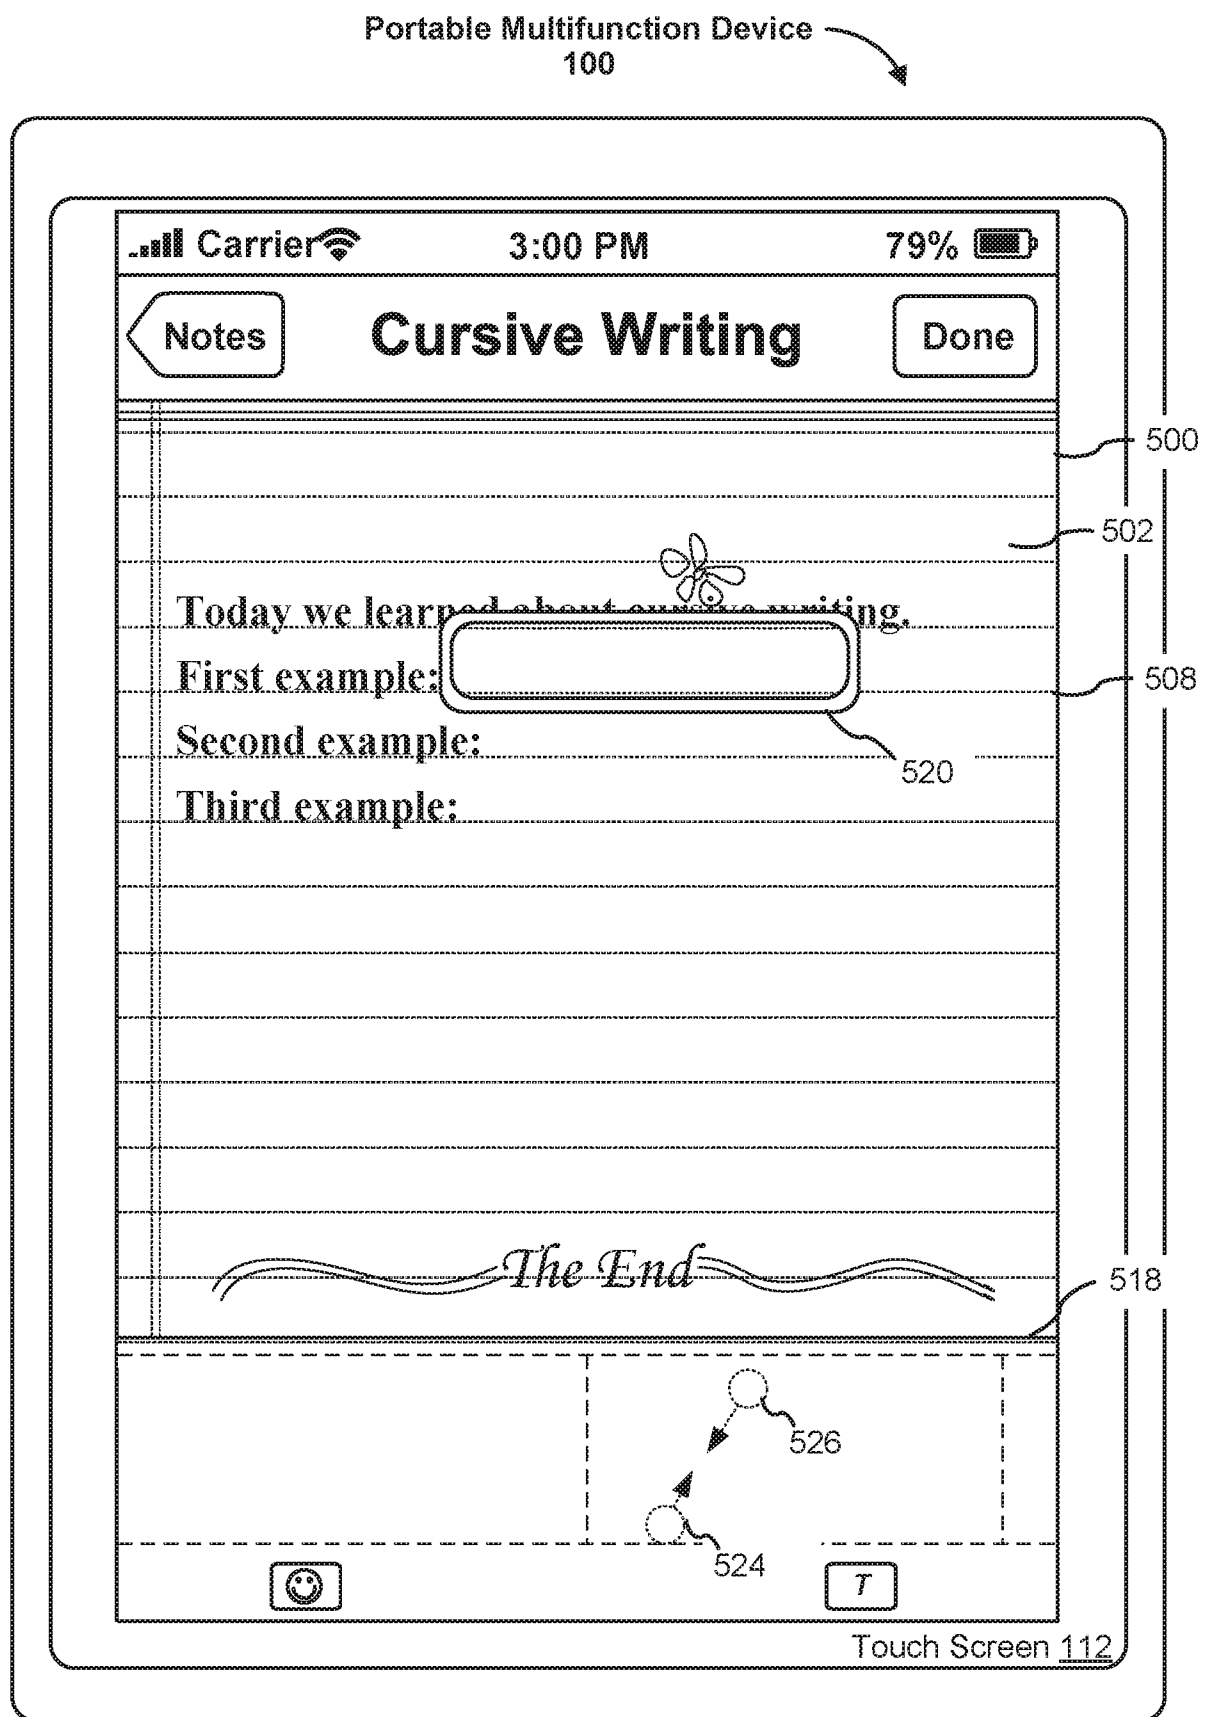 Portable Multifunction Device
100
Carrier 3:00 PM 79%
Notes Cursive Writing Done
500
502
Today we learned about cursive writing.
First example:
508
Second example:
520
Third example:
The End
518
526
524
T
Touch Screen 112